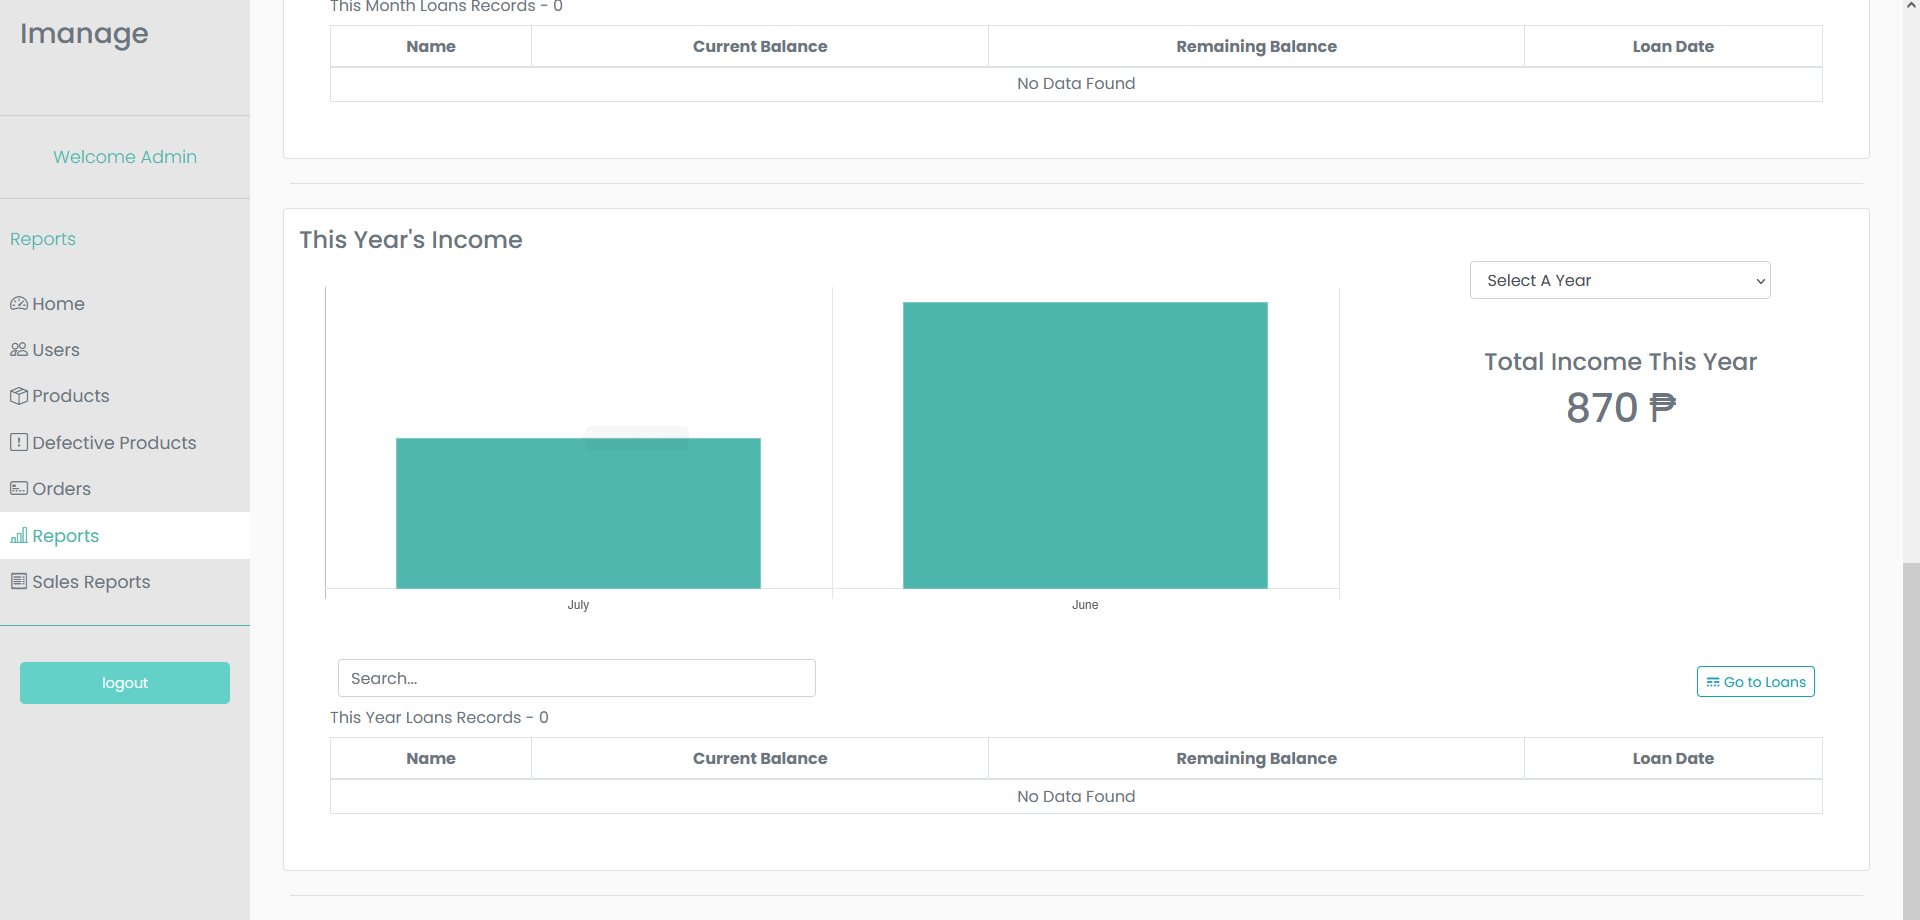 Imanage
Welcome Admin
Reports
Home
Users
Products
Defective Products
Orders
Reports
Sales Reports
logout
This Month Loans Records - 0
Name Current Balance Remaining Balance Loan Date
No Data Found
This Year's Income
Select A Year
Total Income This Year
870 ₱
July June
Search...
Go to Loans
This Year Loans Records - 0
Name Current Balance Remaining Balance Loan Date
No Data Found